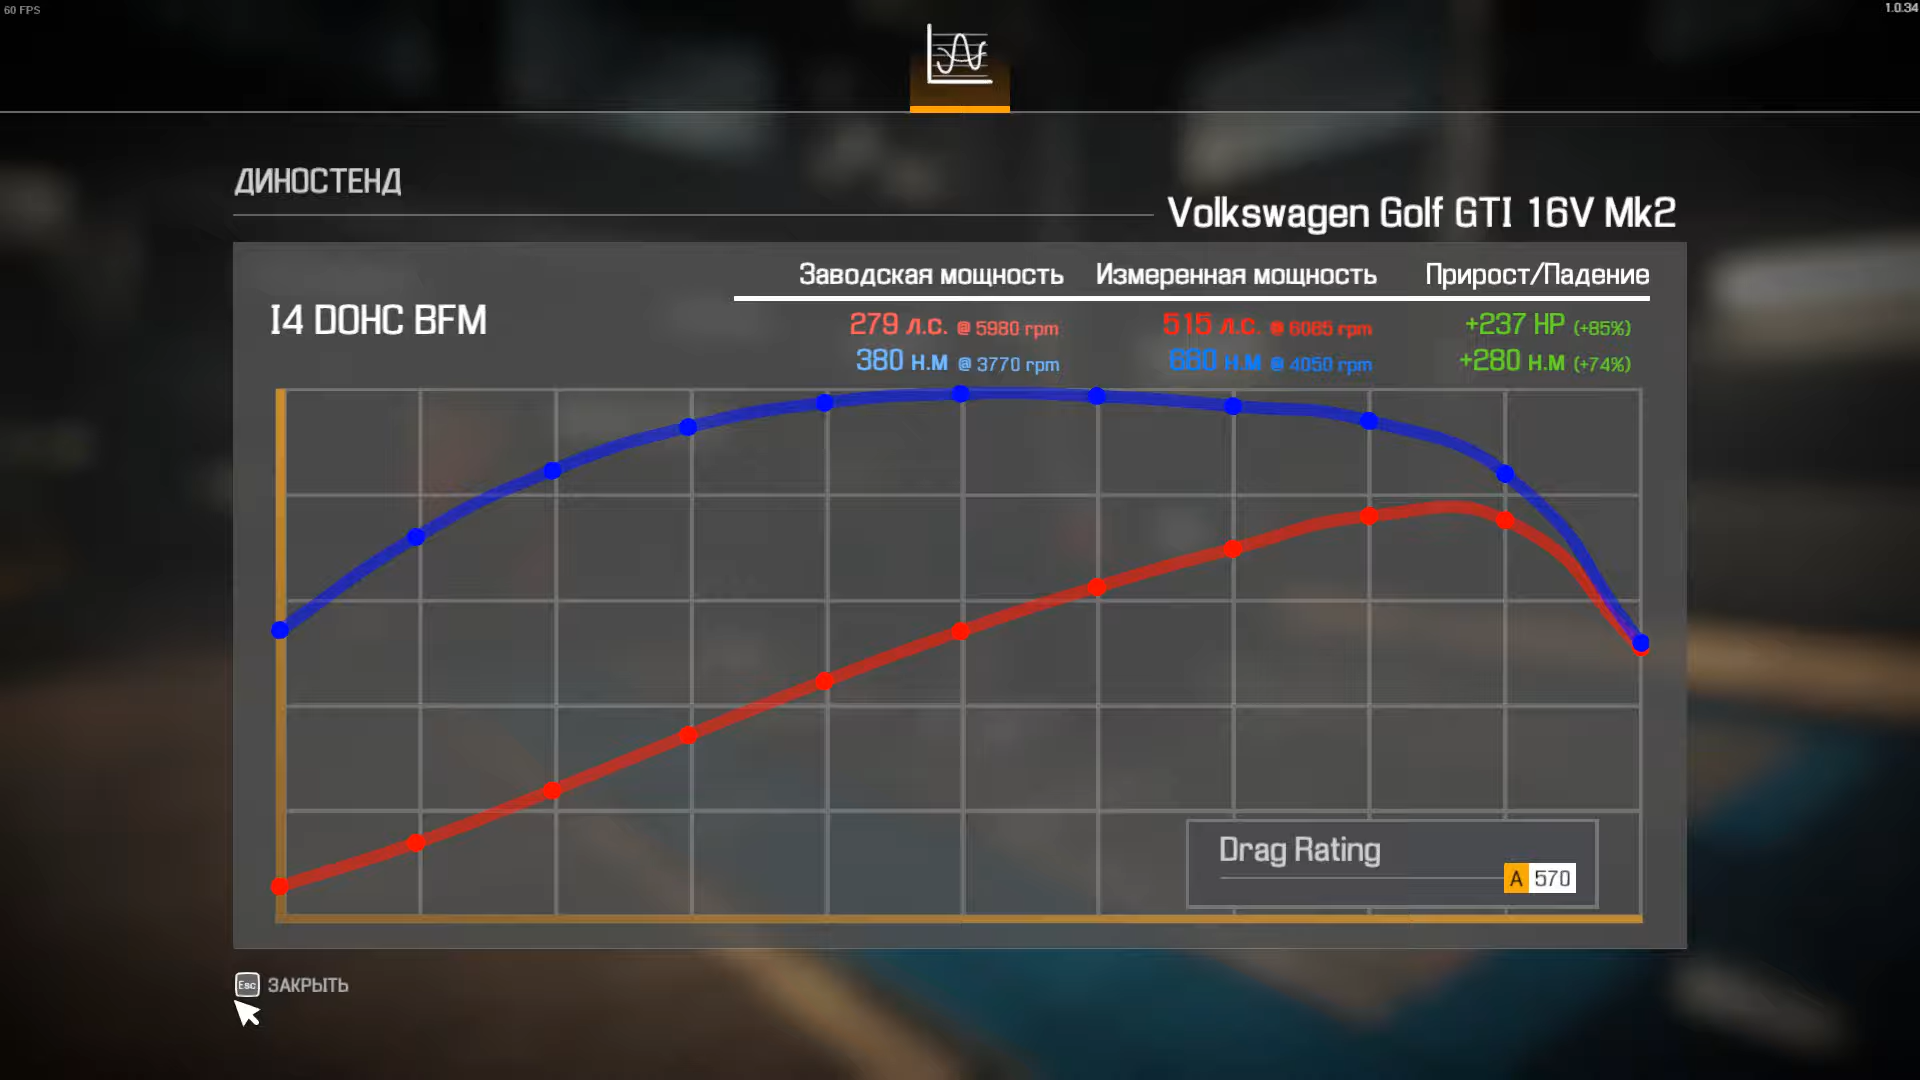 60 FPS
1.0.34
ДИНОСТЕНД
Volkswagen Golf GTI 16V Mk2
Заводская мощность Измеренная мощность Прирост/Падение
I4 DOHC BFM
279 л.с. @ 5980 rpm 515 л.с. @ 6085 rpm +237 HP (+85%)
380 н.м @ 3770 rpm 680 н.м @ 4050 rpm +280 н.м (+74%)
Drag Rating
A 570
Esc ЗАКРЫТЬ